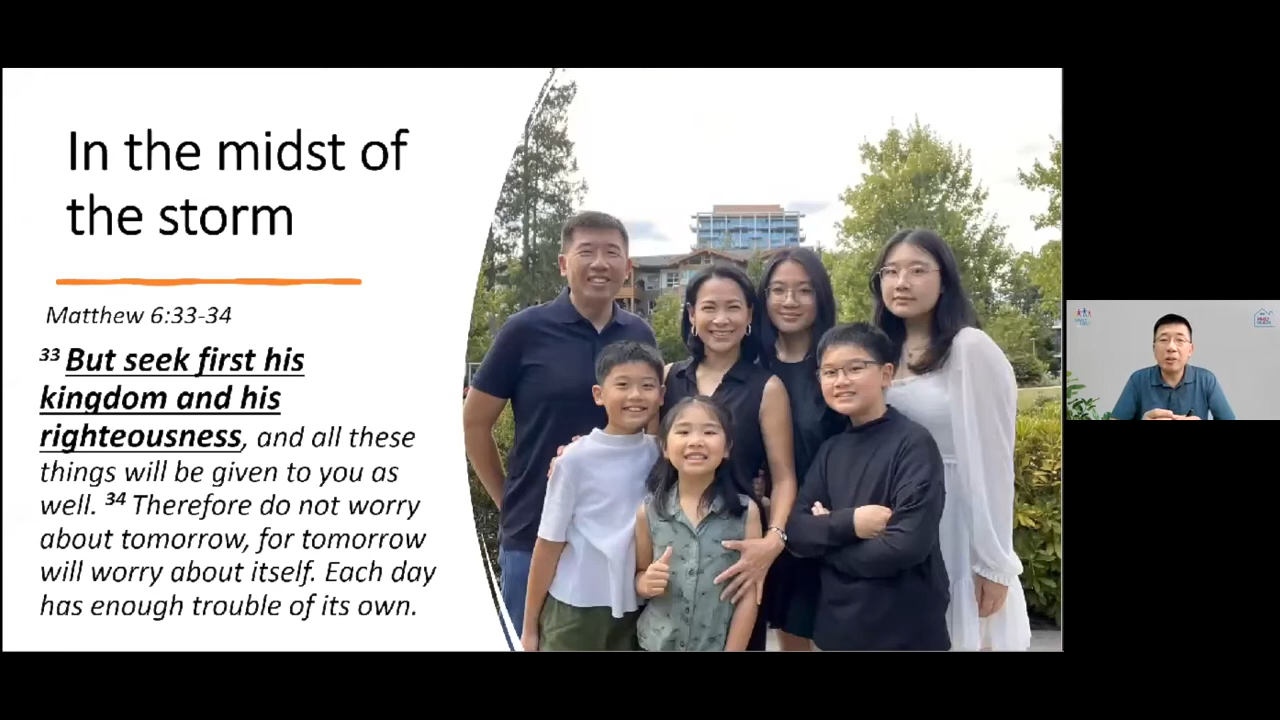 In the midst of
the storm
Matthew 6:33-34
³³ But seek first his
kingdom and his
righteousness, and all these
things will be given to you as
well. ³⁴ Therefore do not worry
about tomorrow, for tomorrow
will worry about itself. Each day
has enough trouble of its own.